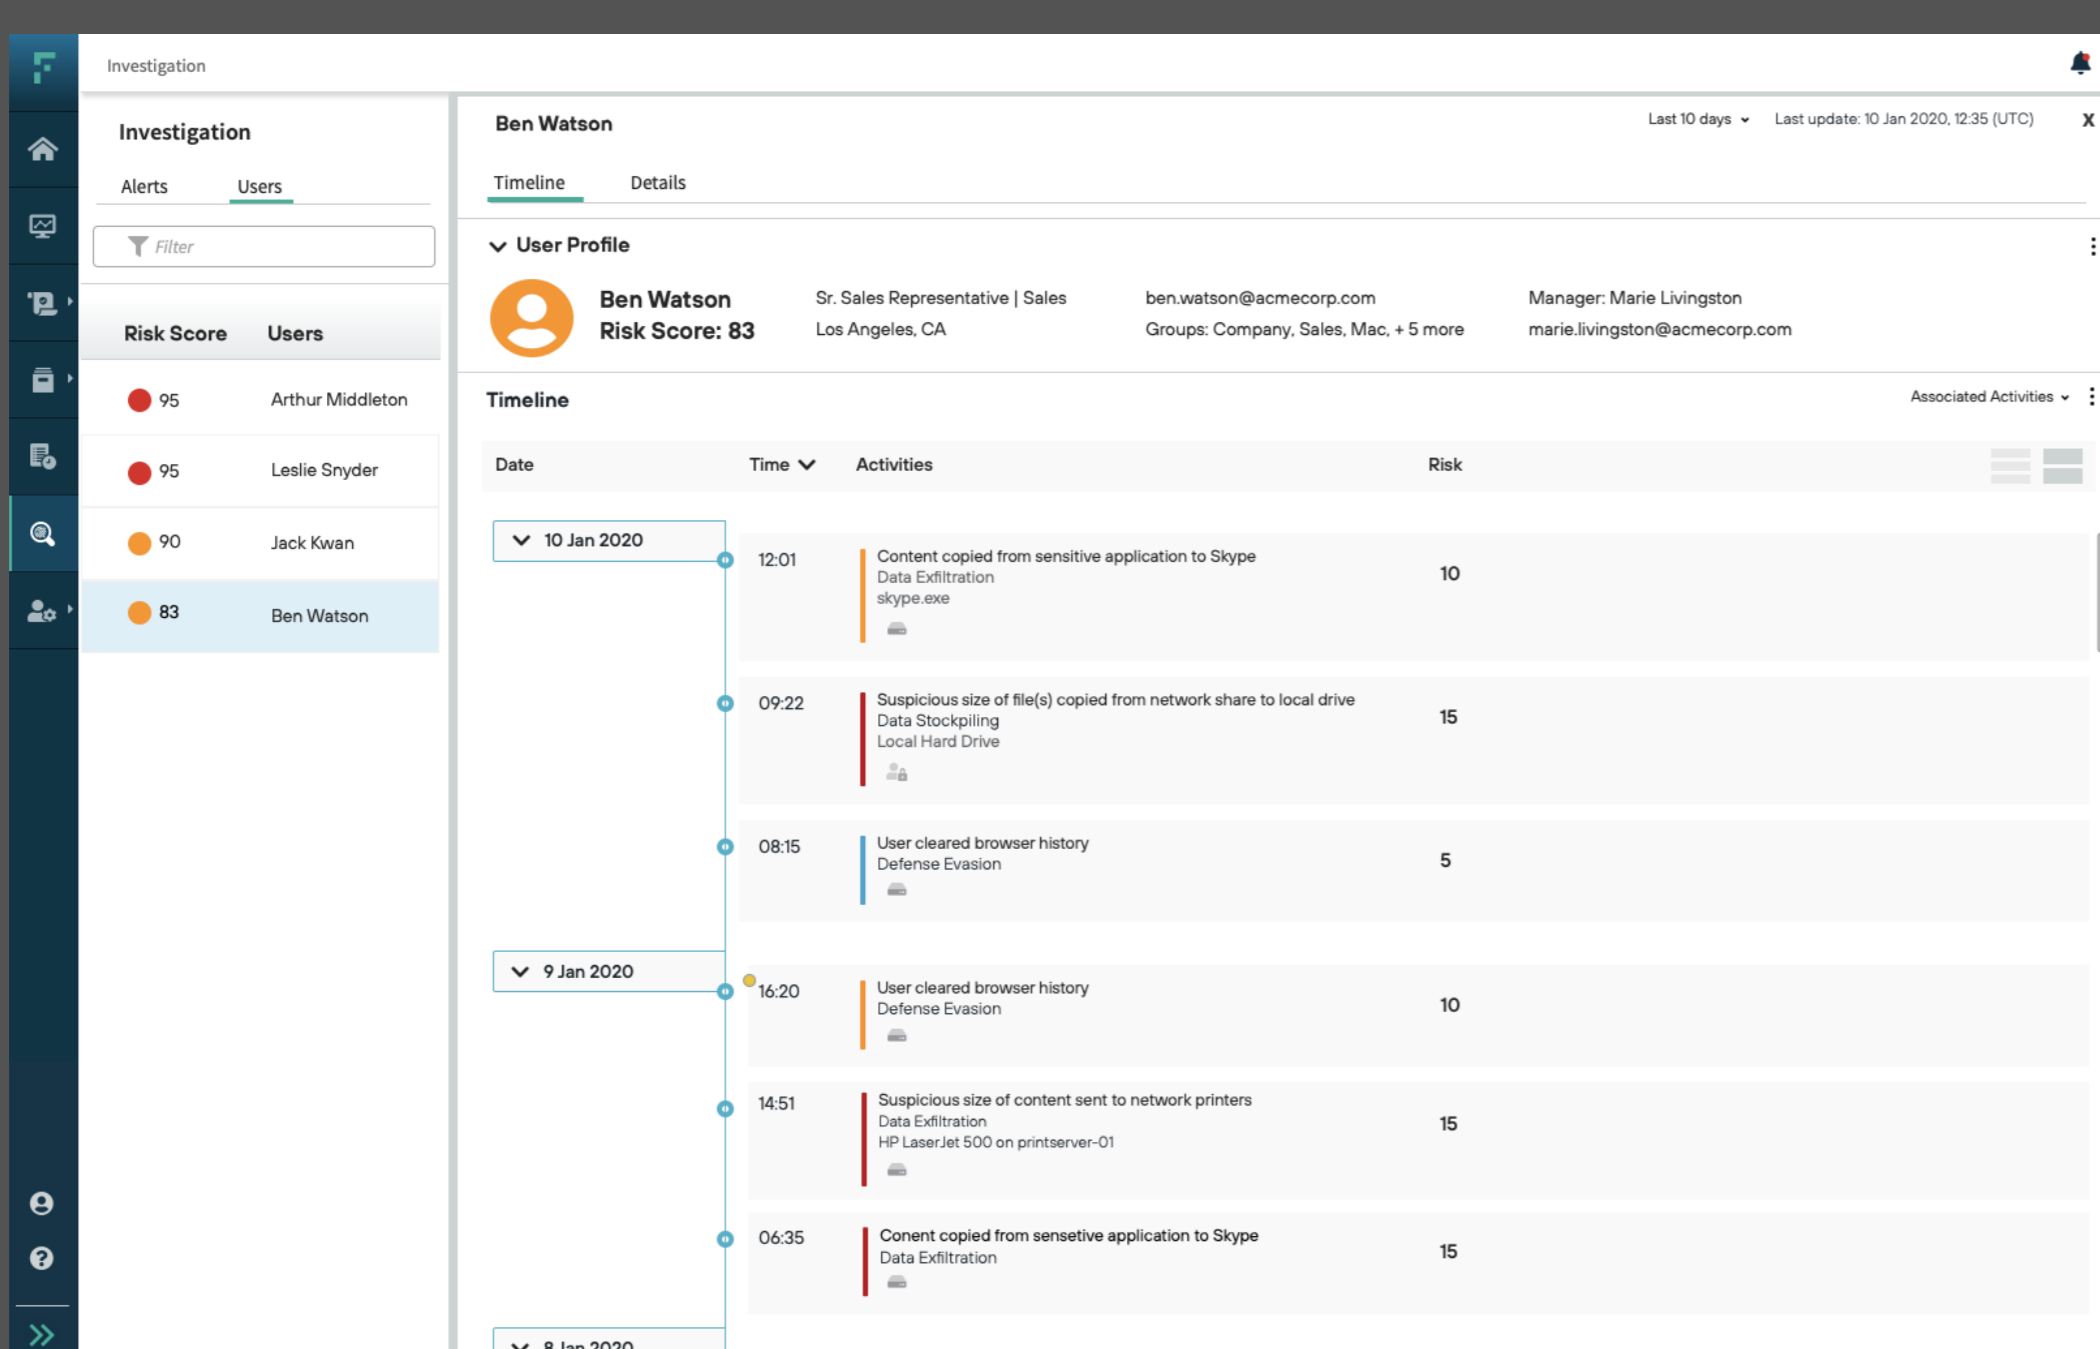 Investigation
Investigation
Alerts Users
Filter
Risk Score Users
95 Arthur Middleton
95 Leslie Snyder
90 Jack Kwan
83 Ben Watson
Ben Watson
Last 10 days Last update: 10 Jan 2020, 12:35 (UTC) X
Timeline Details
User Profile
Ben Watson
Risk Score: 83
Sr. Sales Representative | Sales
Los Angeles, CA
ben.watson@acmecorp.com
Groups: Company, Sales, Mac, + 5 more
Manager: Marie Livingston
marie.livingston@acmecorp.com
Timeline
Associated Activities
Date Time Activities Risk
10 Jan 2020
12:01 Content copied from sensitive application to Skype 10
Data Exfiltration
skype.exe
09:22 Suspicious size of file(s) copied from network share to local drive 15
Data Stockpiling
Local Hard Drive
08:15 User cleared browser history 5
Defense Evasion
9 Jan 2020
16:20 User cleared browser history 10
Defense Evasion
14:51 Suspicious size of content sent to network printers 15
Data Exfiltration
HP LaserJet 500 on printserver-01
06:35 Conent copied from sensetive application to Skype 15
Data Exfiltration
8 Jan 2020